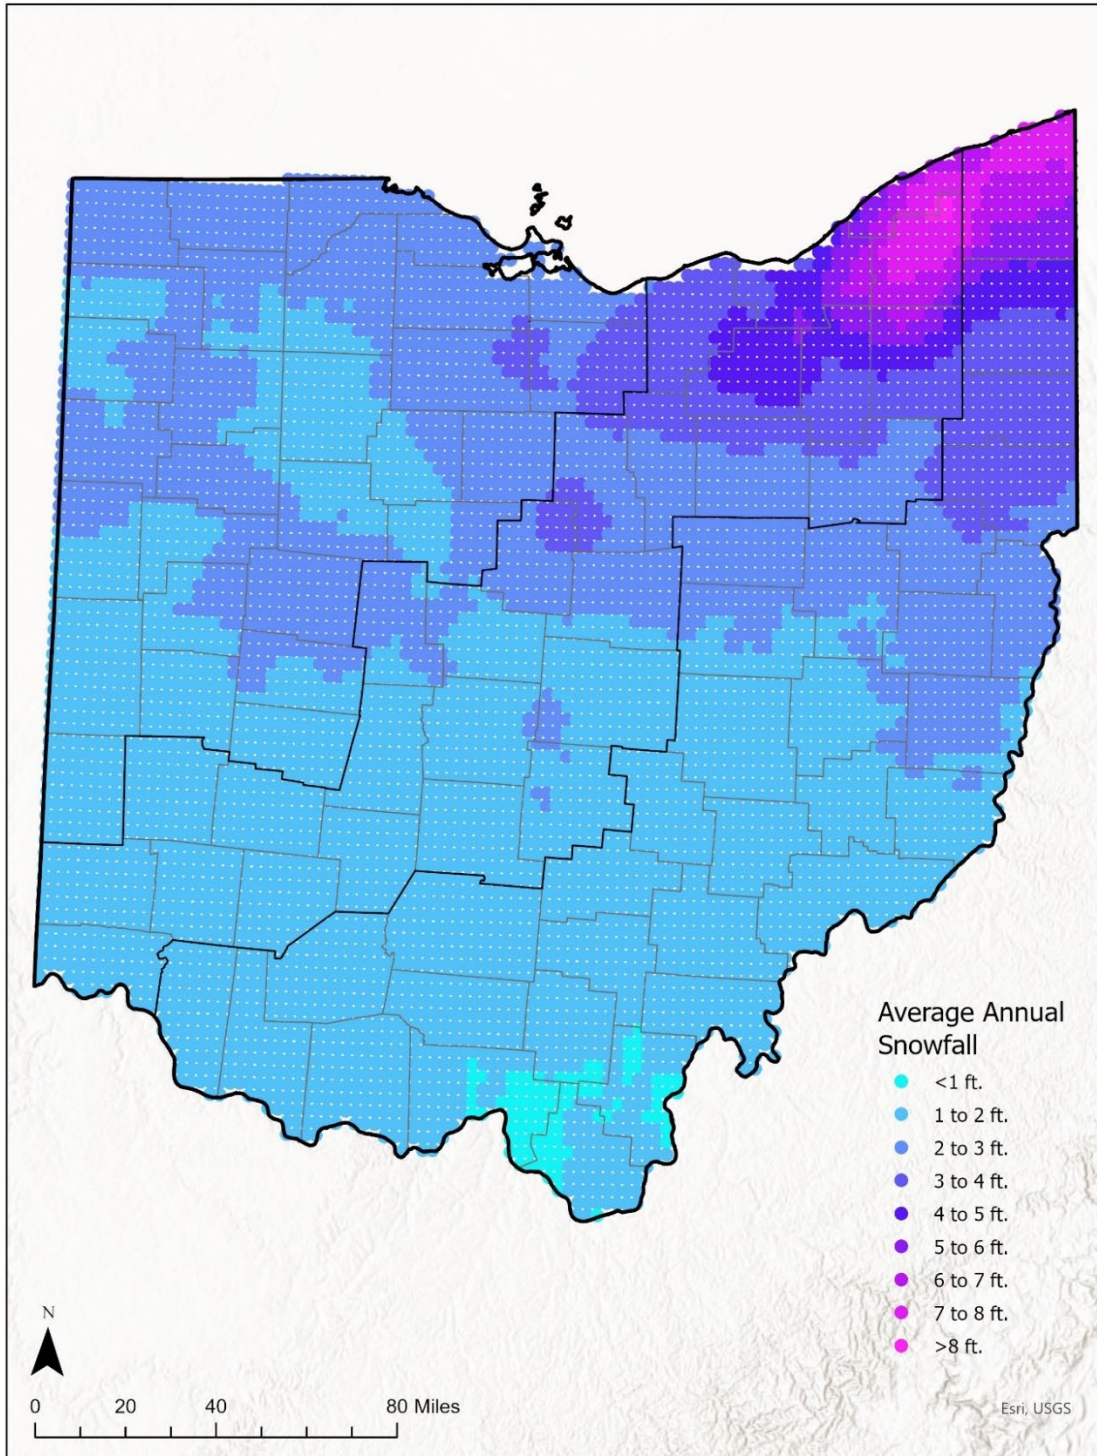 Average Annual
Snowfall
<1 ft.
1 to 2 ft.
2 to 3 ft.
3 to 4 ft.
4 to 5 ft.
5 to 6 ft.
6 to 7 ft.
7 to 8 ft.
>8 ft.
N
0 20 40 80 Miles
Esri, USGS